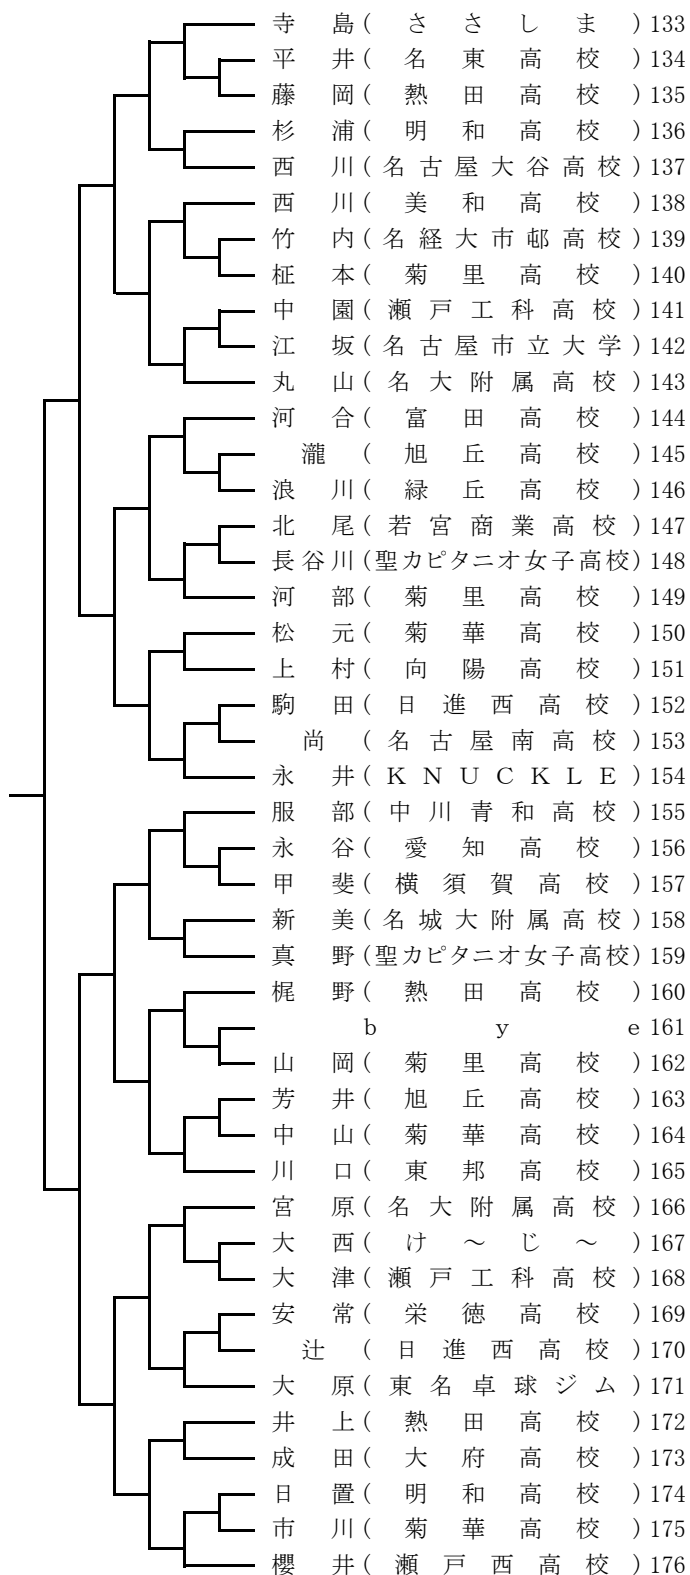 寺島(ささしま)133
平井(名東高校)134
藤岡(熱田高校)135
杉浦(明和高校)136
西川(名古屋大谷高校)137
西川(美和高校)138
竹内(名経大市邨高校)139
柾本(菊里高校)140
中園(瀬戸工科高校)141
江坂(名古屋市立大学)142
丸山(名大附属高校)143
河合(富田高校)144
瀧(旭丘高校)145
浪川(緑丘高校)146
北尾(若宮商業高校)147
長谷川(聖カピタニオ女子高校)148
河部(菊里高校)149
松元(菊華高校)150
上村(向陽高校)151
駒田(日進西高校)152
尚(名古屋南高校)153
永井(KNUCKLE)154
服部(中川青和高校)155
永谷(愛知高校)156
甲斐(横須賀高校)157
新美(名城大附属高校)158
真野(聖カピタニオ女子高校)159
梶野(熱田高校)160
bye161
山岡(菊里高校)162
芳井(旭丘高校)163
中山(菊華高校)164
川口(東邦高校)165
宮原(名大附属高校)166
大西(け~じ~)167
大津(瀬戸工科高校)168
安常(栄徳高校)169
辻(日進西高校)170
大原(東名卓球ジム)171
井上(熱田高校)172
成田(大府高校)173
日置(明和高校)174
市川(菊華高校)175
櫻井(瀬戸西高校)176